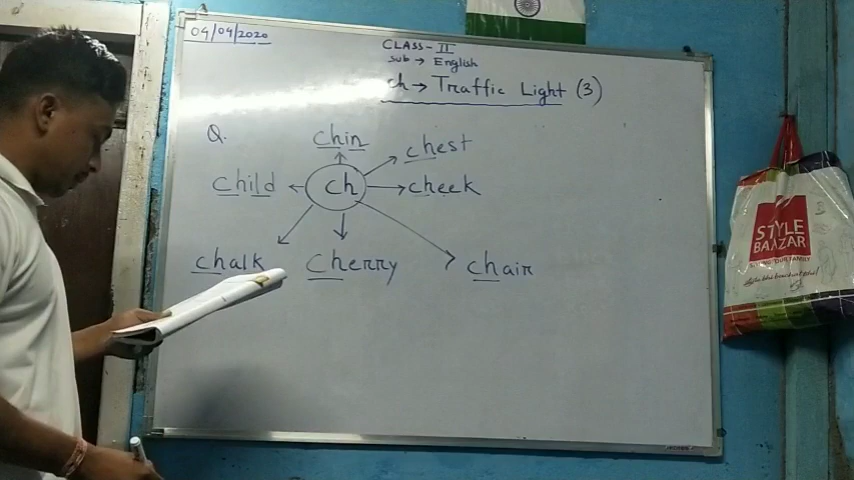 04/04/2020
CLASS - II
sub → English
ch → Traffic Light (3)
Q.
chin
chest
child
ch
cheek
chalk
cherry
chair
STYLE
BAAZAR